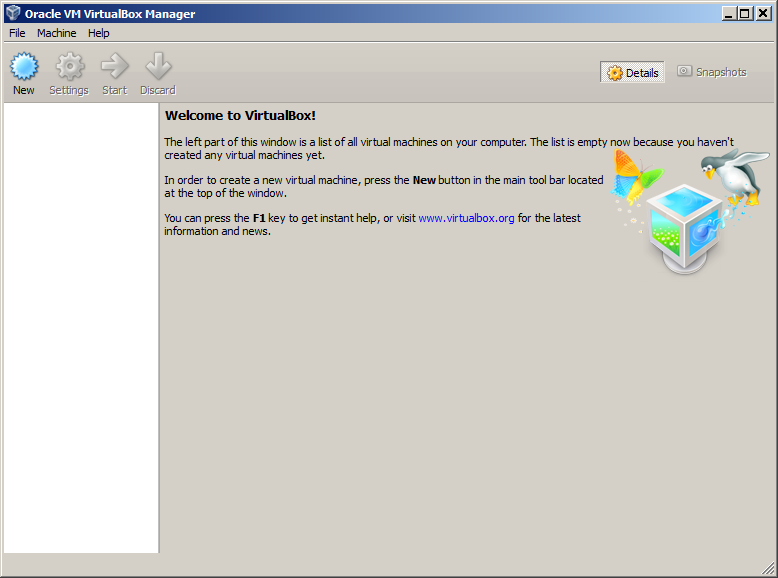 Oracle VM VirtualBox Manager
File Machine Help
New Settings Start Discard Details Snapshots
Welcome to VirtualBox!
The left part of this window is a list of all virtual machines on your computer. The list is empty now because you haven't
created any virtual machines yet.
In order to create a new virtual machine, press the New button in the main tool bar located
at the top of the window.
You can press the F1 key to get instant help, or visit www.virtualbox.org for the latest
information and news.